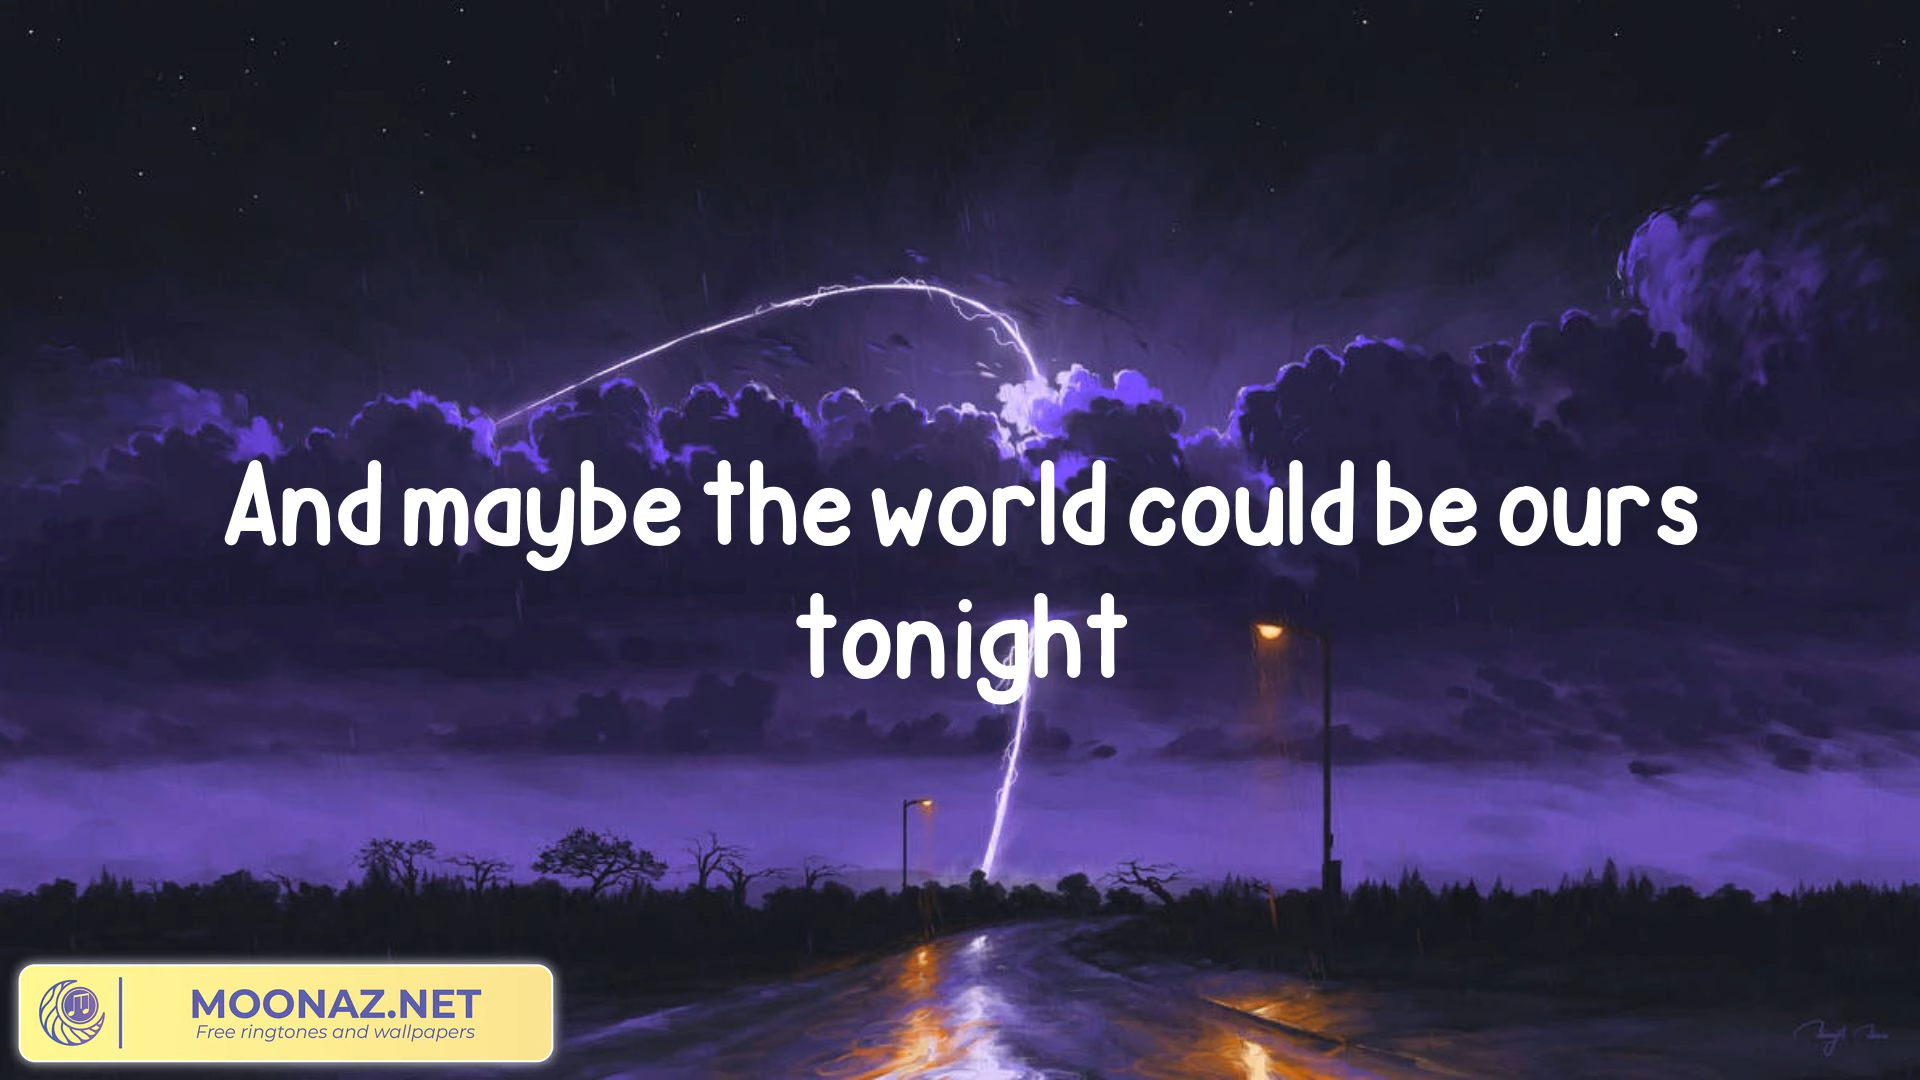 And maybe the world could be ours
tonight
MOONAZ.NET
Free ringtones and wallpapers